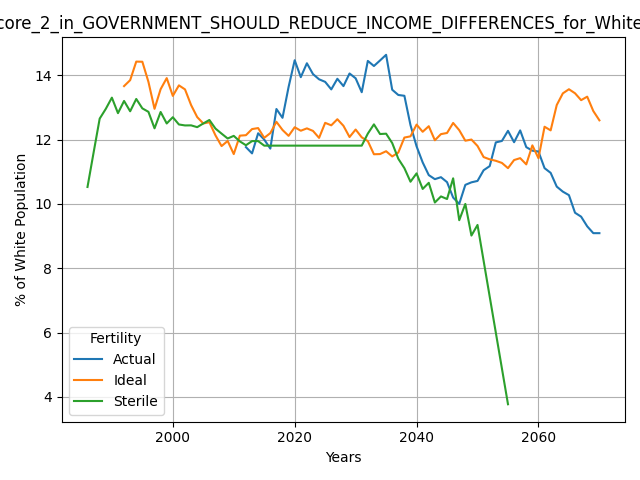 core_2_in_GOVERNMENT_SHOULD_REDUCE_INCOME_DIFFERENCES_for_White
14
12
10
8
6
4
% of White Population
Fertility
Actual
Ideal
Sterile
2000
2020
2040
2060
Years